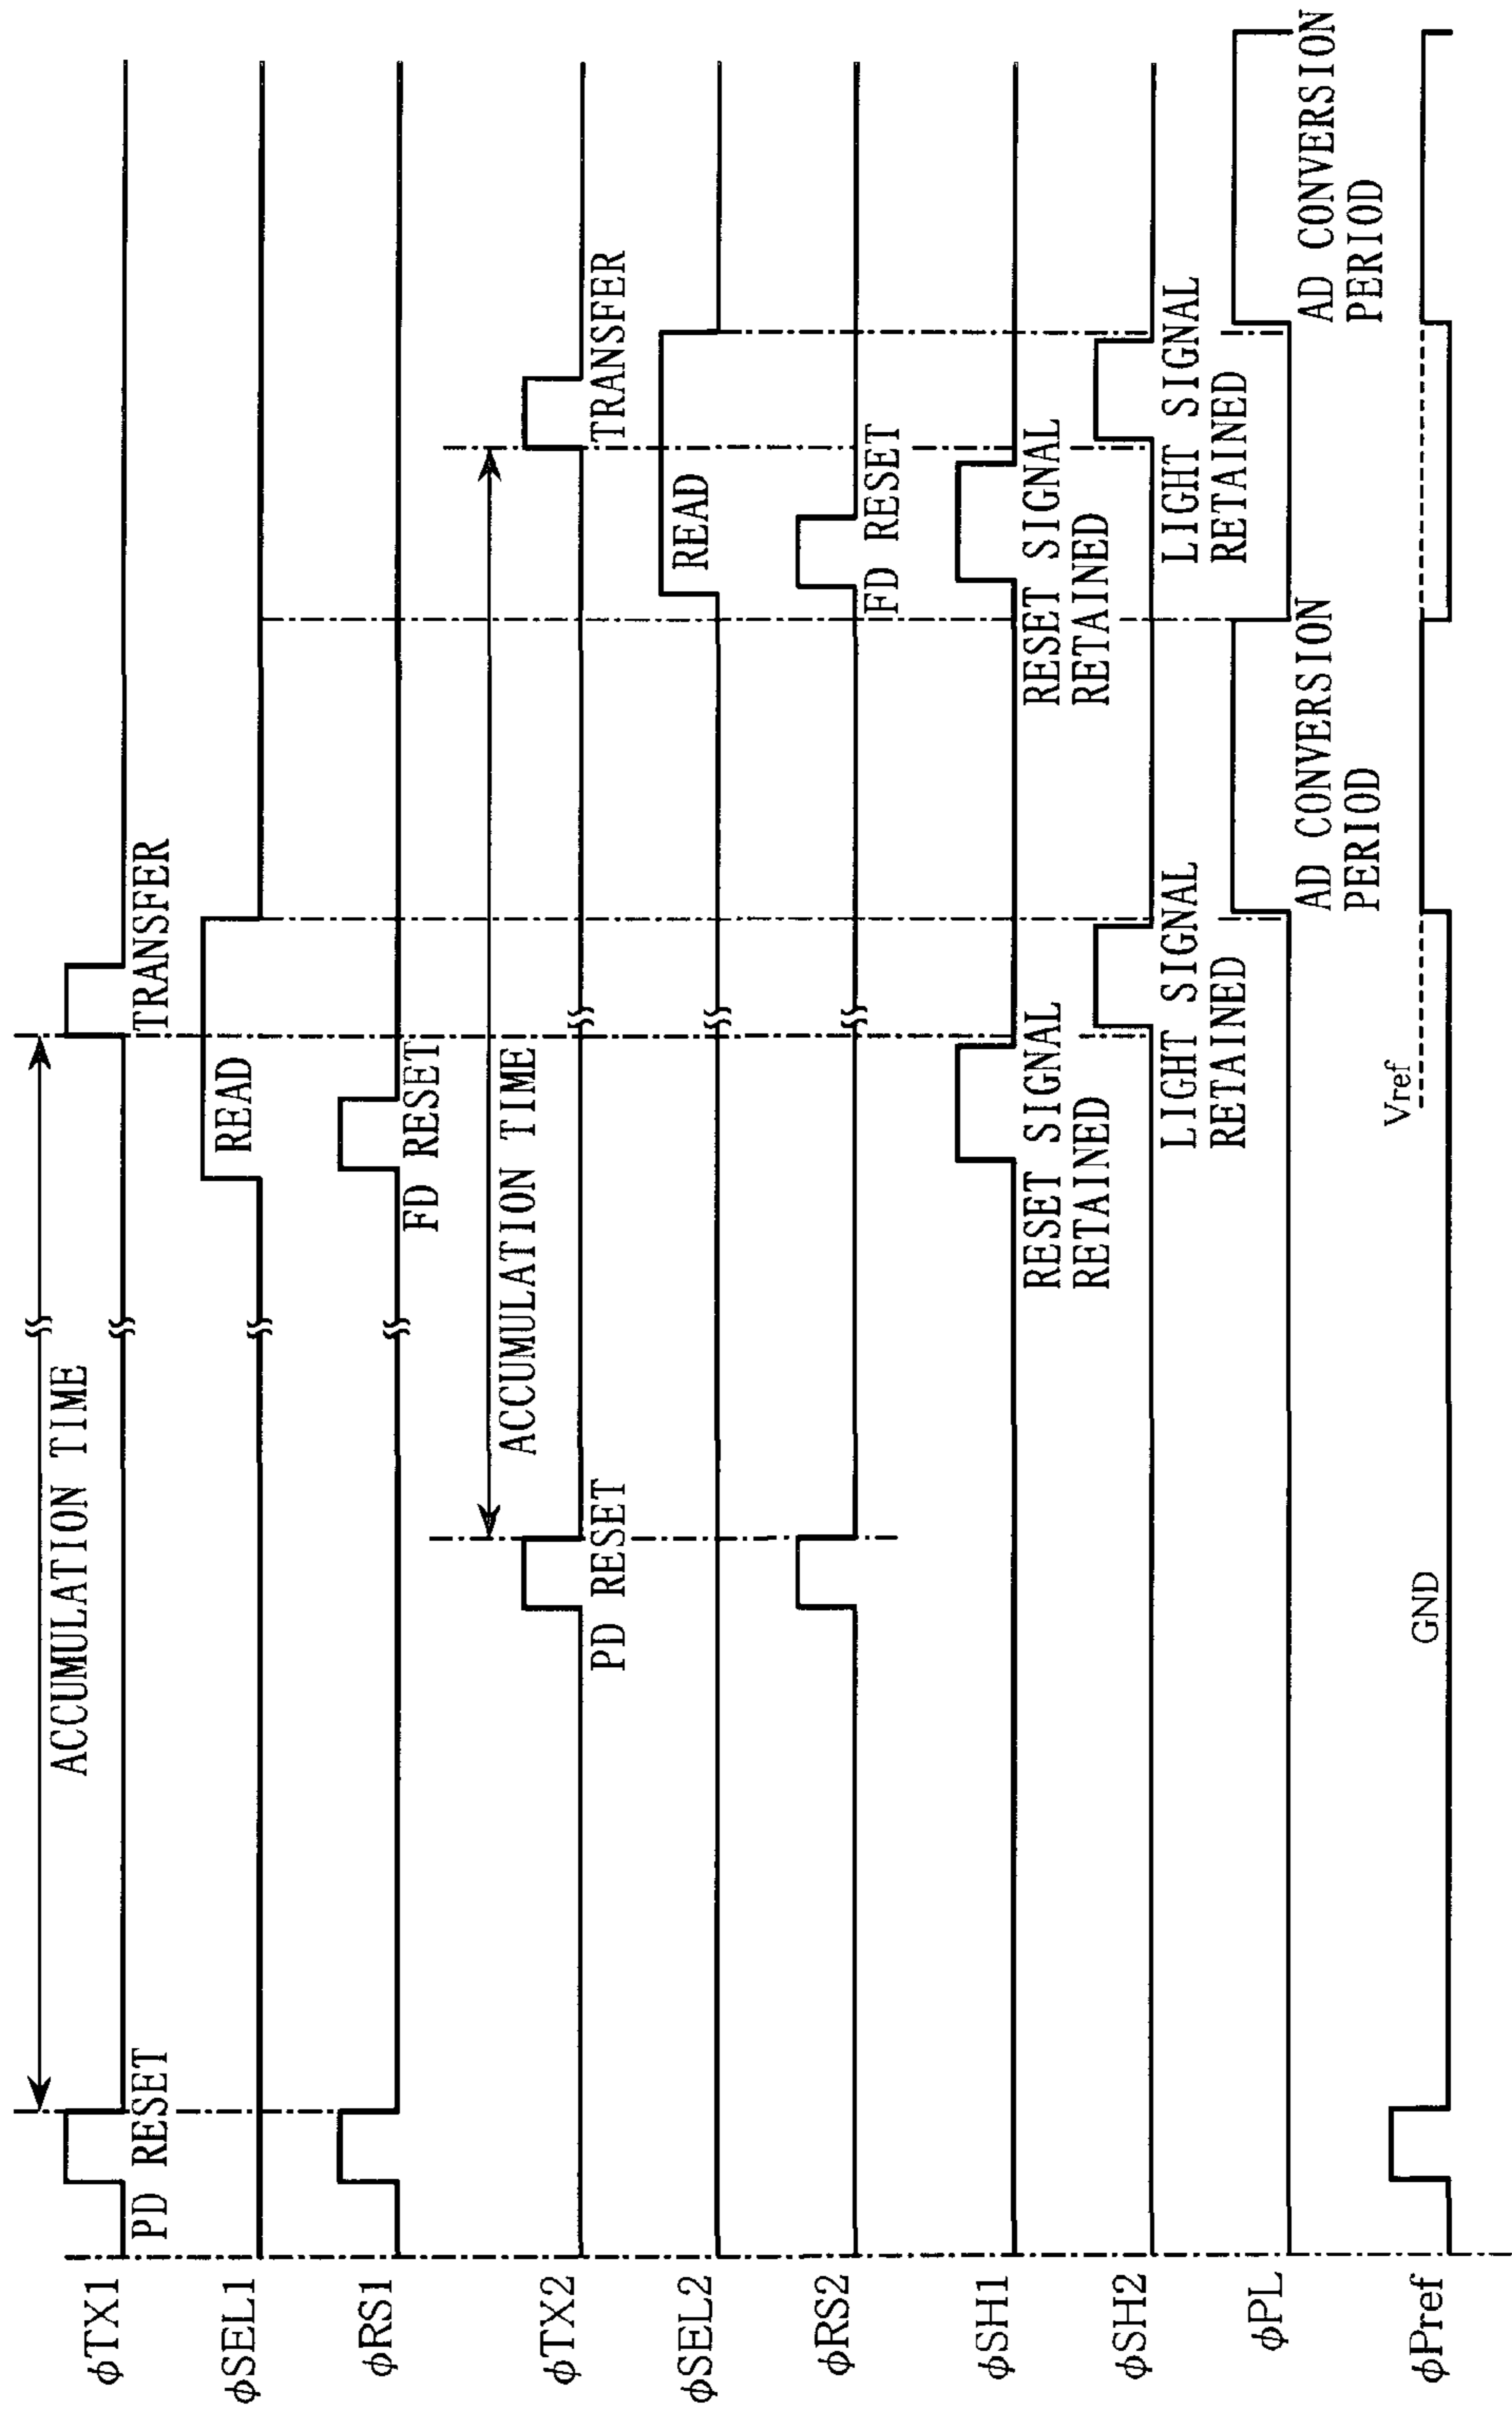 ACCUMULATION TIME
φTX1
PD RESET
TRANSFER
φSEL1
READ
φRS1
FD RESET
ACCUMULATION TIME
φTX2
PD RESET
TRANSFER
φSEL2
READ
φRS2
FD RESET
φSH1
RESET SIGNAL
RETAINED
RESET SIGNAL
RETAINED
φSH2
LIGHT SIGNAL
RETAINED
LIGHT SIGNAL
RETAINED
φPL
AD CONVERSION
PERIOD
AD CONVERSION
PERIOD
φPref
GND
Vref